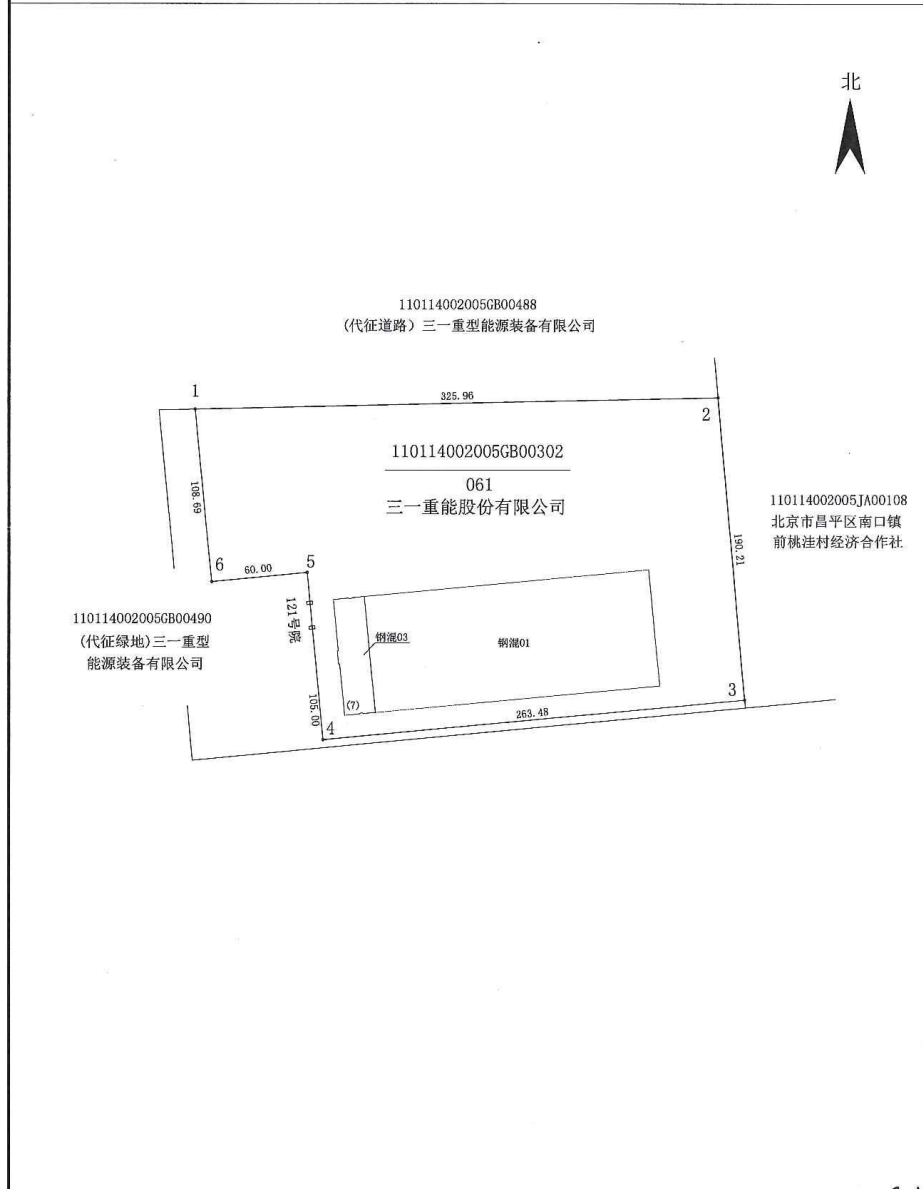 北
110114002005GB00488
(代征道路）三一重型能源装备有限公司
1
325.96
2
110114002005GB00302
061
三一重能股份有限公司
108.69
110114002005JA00108
北京市昌平区南口镇
前桃洼村经济合作社
190.21
6
60.00
5
110114002005GB00490
(代征绿地)三一重型
能源装备有限公司
121号院
钢混03
钢混01
105.00
(7)
4
263.48
3